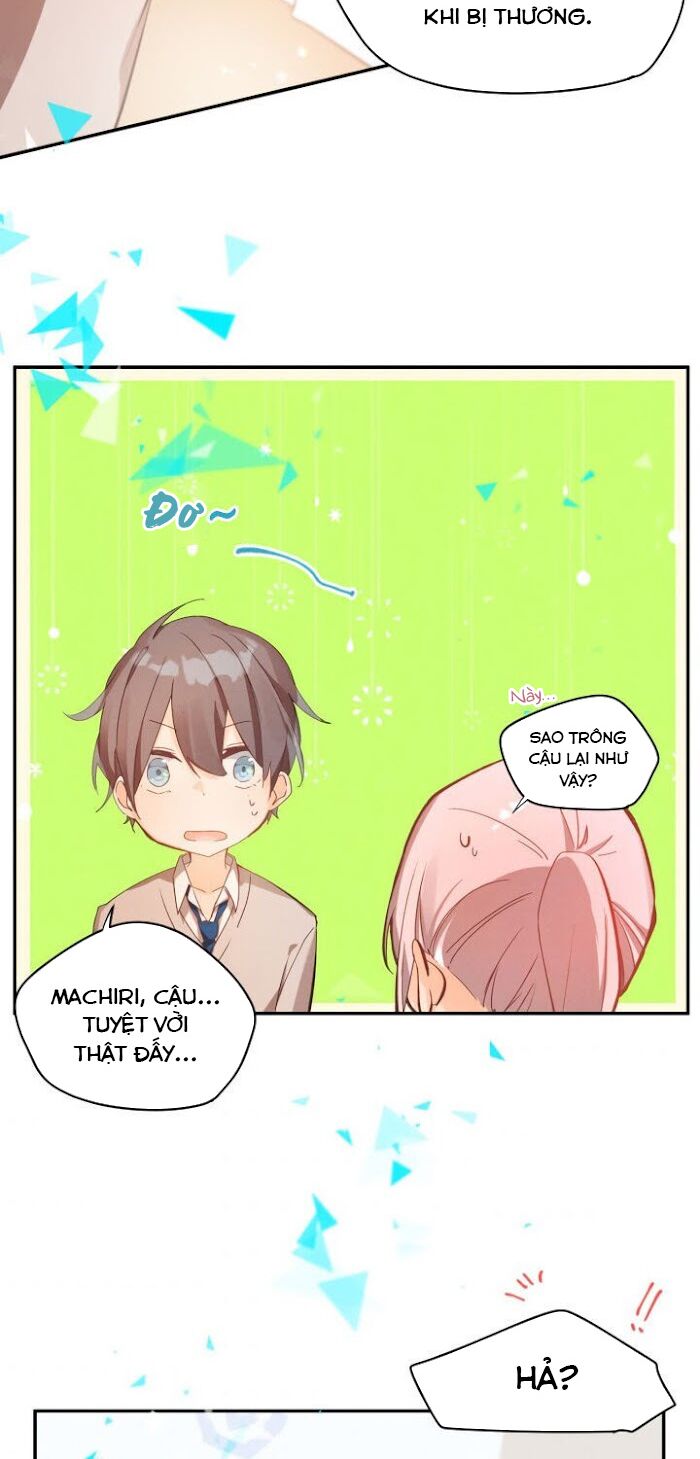 KHI BỊ THƯƠNG.
Đơ~
Này...
SAO TRÔNG
CẬU LẠI NHƯ
VẬY?
MACHIRI, CẬU...
TUYỆT VỜI
THẬT ĐẤY...
HẢ?